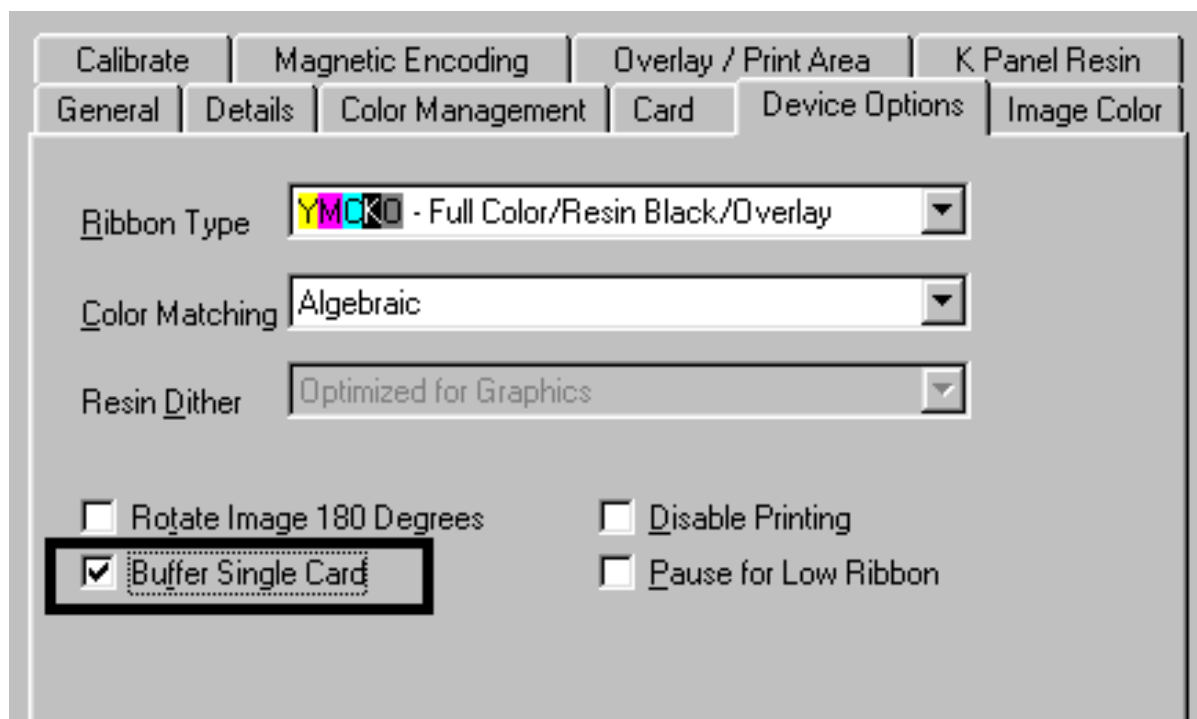 Calibrate Magnetic Encoding Overlay / Print Area K Panel Resin
General Details Color Management Card Device Options Image Color
Ribbon Type YMCKO - Full Color/Resin Black/Overlay
Color Matching Algebraic
Resin Dither Optimized for Graphics
Rotate Image 180 Degrees Disable Printing
Buffer Single Card Pause for Low Ribbon